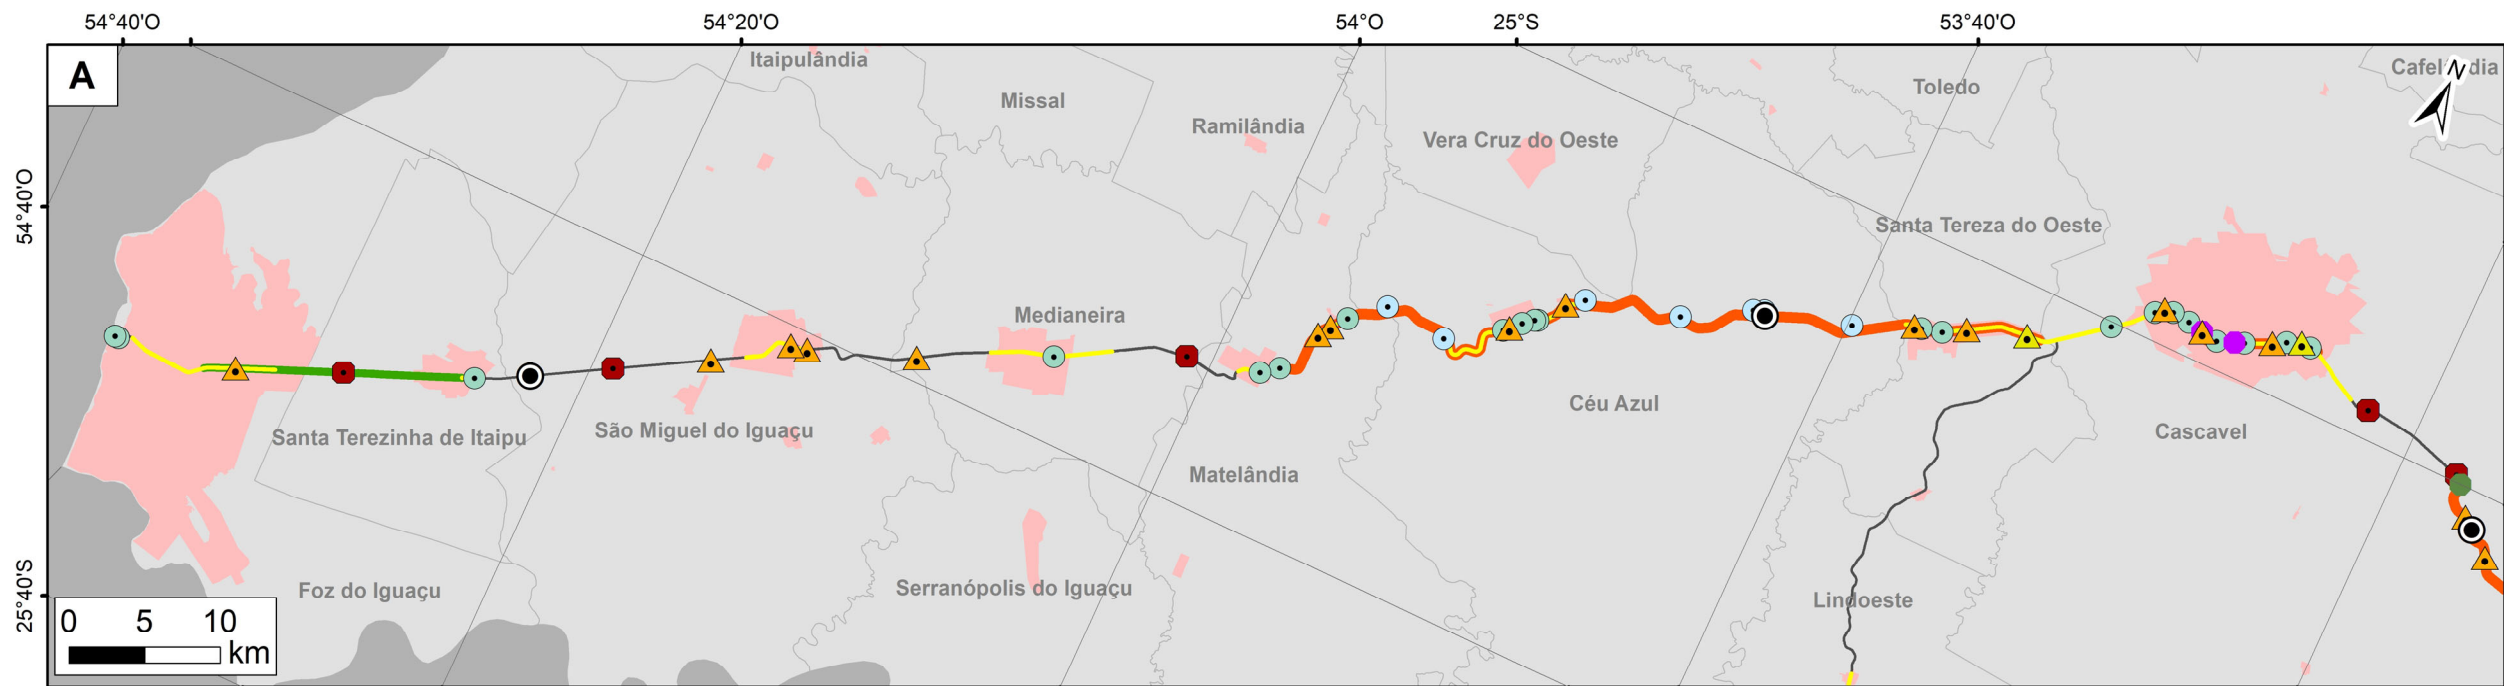 54°40'O
54°20'O
54°O
25°S
53°40'O
A
Itaipulândia
Missal
Ramilândia
Vera Cruz do Oeste
Toledo
N
Santa Tereza do Oeste
54°40'O
Medianeira
Céu Azul
Cascavel
Santa Terezinha de Itaipu
São Miguel do Iguaçu
Matelândia
Foz do Iguaçu
Serranópolis do Iguaçu
Lindoeste
25°40'S
0 5 10
km